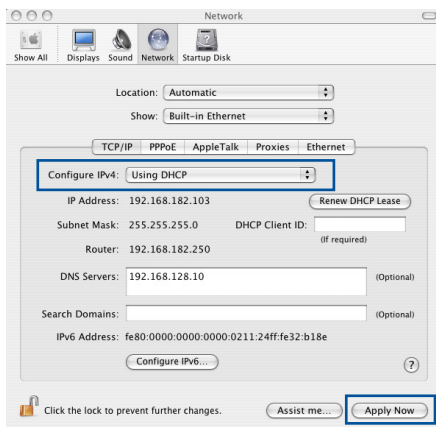 Network
Show All Displays Sound Network Startup Disk
Location: Automatic
Show: Built-in Ethernet
TCP/IP PPPoE AppleTalk Proxies Ethernet
Configure IPv4: Using DHCP
IP Address: 192.168.182.103 Renew DHCP Lease
Subnet Mask: 255.255.255.0 DHCP Client ID:
(If required)
Router: 192.168.182.250
DNS Servers: 192.168.128.10 (Optional)
Search Domains: (Optional)
IPv6 Address: fe80:0000:0000:0000:0211:24ff:fe32:b18e
Configure IPv6... ?
Click the lock to prevent further changes. Assist me... Apply Now